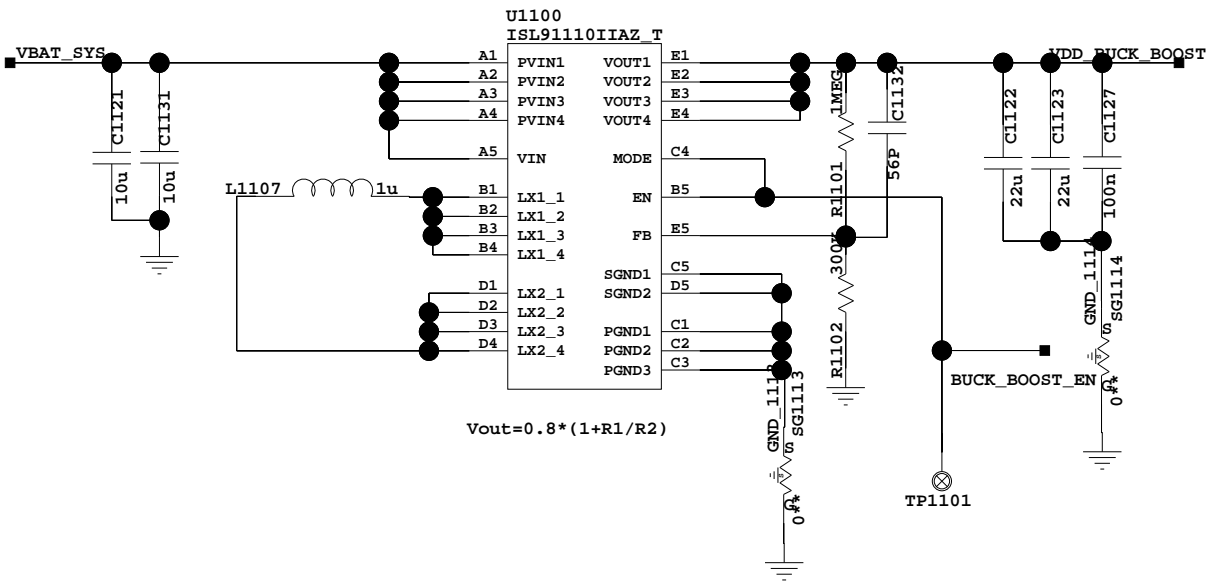 U1100
ISL91110IIAZ_T
VBAT_SYS
VDD_BUCK_BOOST
A1 PVIN1 VOUT1 E1
A2 PVIN2 VOUT2 E2
A3 PVIN3 VOUT3 E3
A4 PVIN4 VOUT4 E4
A5 VIN MODE C4
B1 LX1_1 EN B5
B2 LX1_2
B3 LX1_3 FB E5
B4 LX1_4
SGND1 C5
D1 LX2_1 SGND2 D5
D2 LX2_2
D3 LX2_3 PGND1 C1
D4 LX2_4 PGND2 C2
PGND3 C3
C1121
10u
C1131
10u
L1107 1u
1MEG
R1101
C1132
56P
300K
R1102
C1122
22u
C1123
22u
C1127
100n
GND_1114
SG1114
S
s
G
0**
BUCK_BOOST_EN
GND_1113
SG1113
S
s
G
0**
Vout=0.8*(1+R1/R2)
TP1101